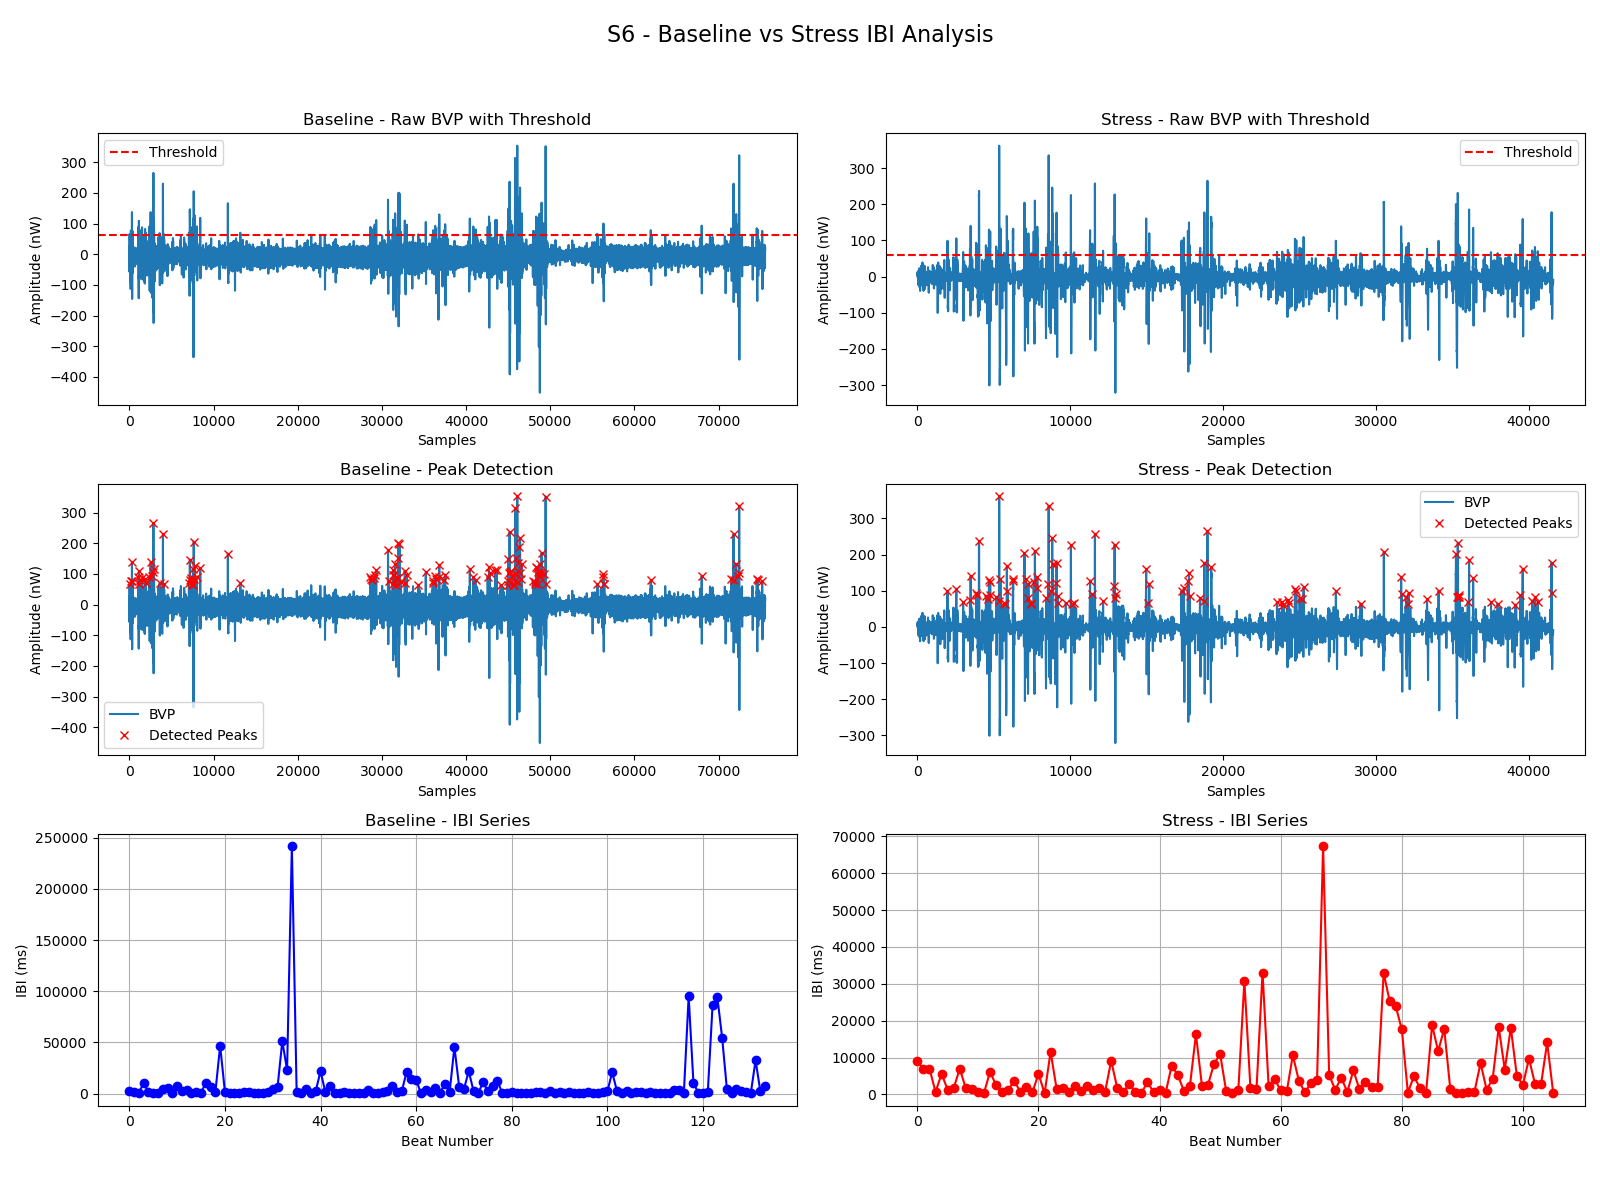 S6 - Baseline vs Stress IBI Analysis
Baseline - Raw BVP with Threshold
Amplitude (nW)
300
200
100
0
−100
−200
−300
−400
Threshold
0 10000 20000 30000 40000 50000 60000 70000
Samples
Stress - Raw BVP with Threshold
Amplitude (nW)
300
200
100
0
−100
−200
−300
Threshold
0 10000 20000 30000 40000
Samples
Baseline - Peak Detection
Amplitude (nW)
300
200
100
0
−100
−200
−300
−400
BVP
Detected Peaks
0 10000 20000 30000 40000 50000 60000 70000
Samples
Stress - Peak Detection
Amplitude (nW)
300
200
100
0
−100
−200
−300
BVP
Detected Peaks
0 10000 20000 30000 40000
Samples
Baseline - IBI Series
IBI (ms)
250000
200000
150000
100000
50000
0
0 20 40 60 80 100 120
Beat Number
Stress - IBI Series
IBI (ms)
70000
60000
50000
40000
30000
20000
10000
0
0 20 40 60 80 100
Beat Number